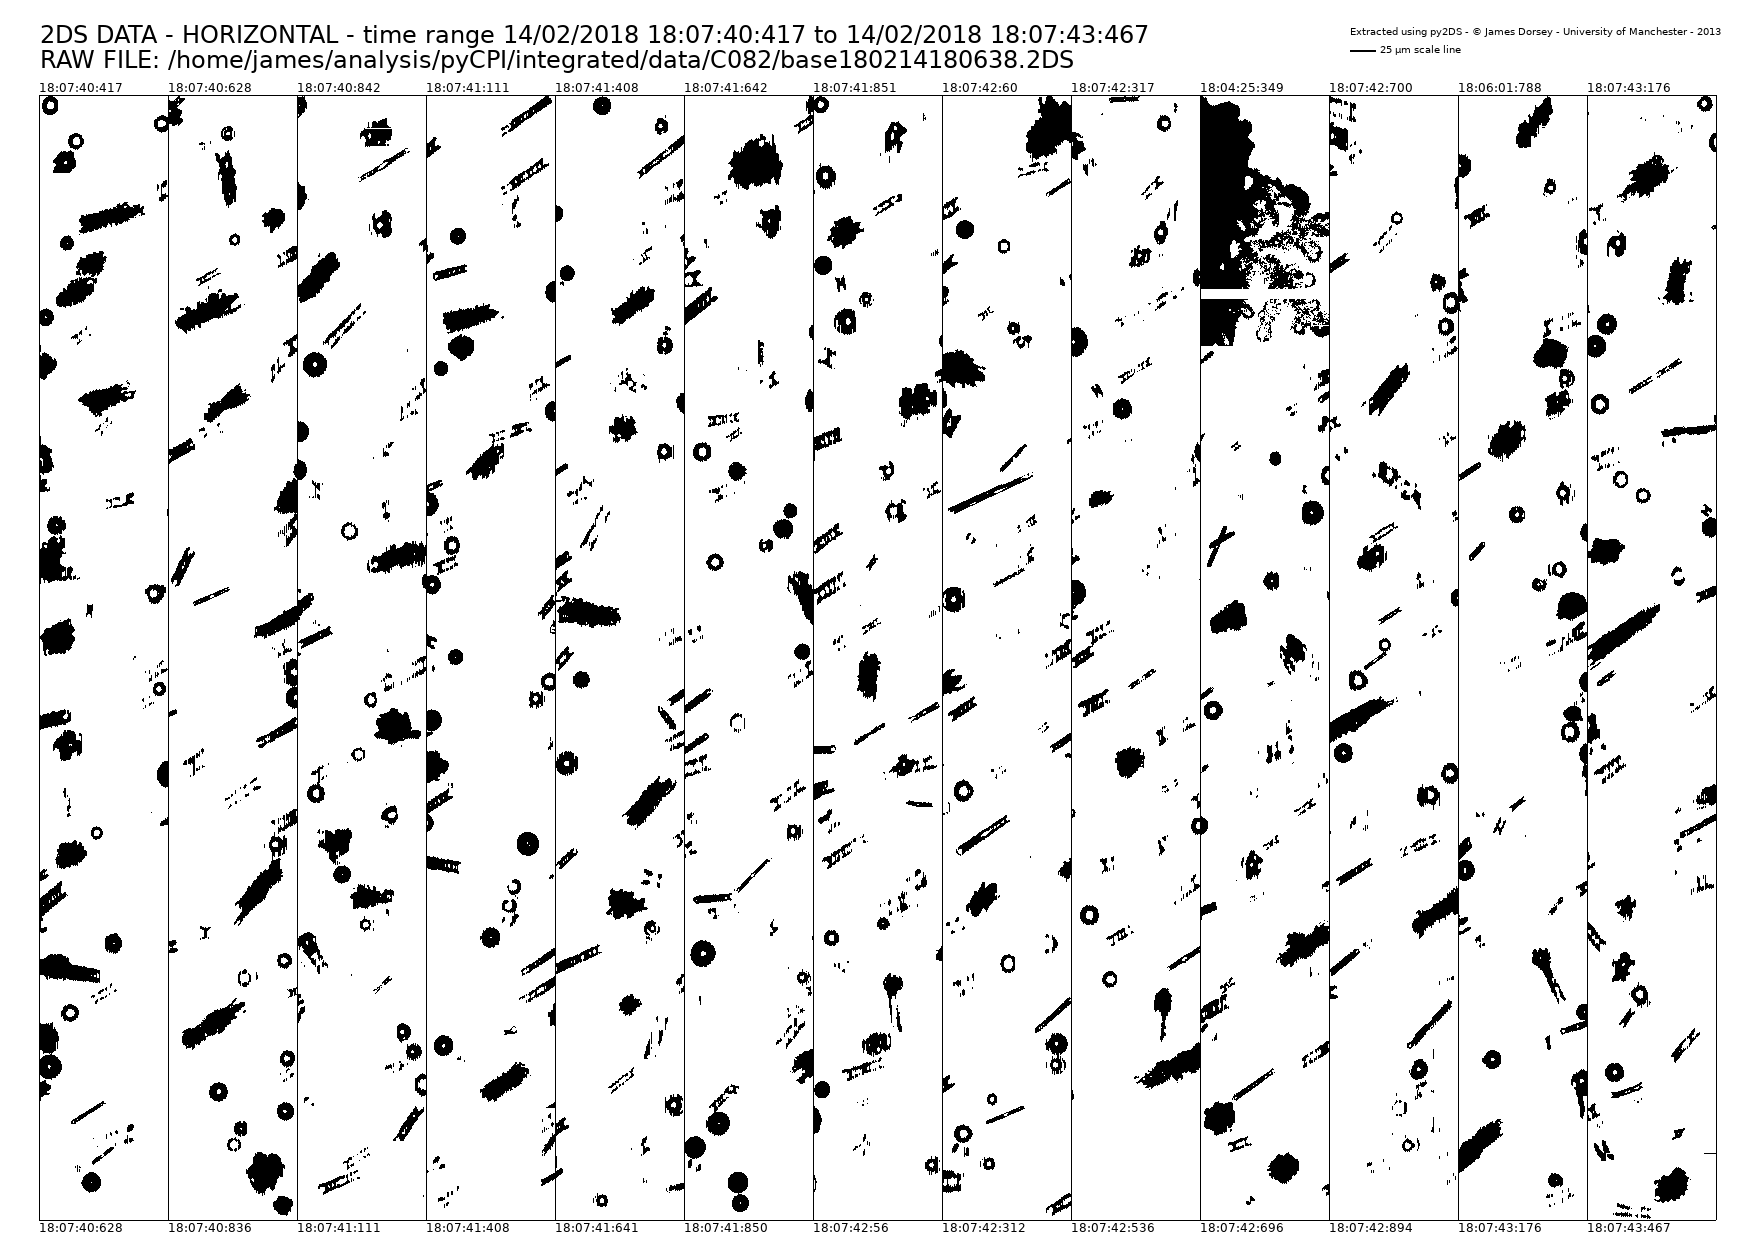 2DS DATA - HORIZONTAL - time range 14/02/2018 18:07:40:417 to 14/02/2018 18:07:43:467
RAW FILE: /home/james/analysis/pyCPI/integrated/data/C082/base180214180638.2DS
Extracted using py2DS - © James Dorsey - University of Manchester - 2013
25 μm scale line
18:07:40:417 18:07:40:628 18:07:40:842 18:07:41:111 18:07:41:408 18:07:41:642 18:07:41:851 18:07:42:60 18:07:42:317 18:04:25:349 18:07:42:700 18:06:01:788 18:07:43:176
18:07:40:628 18:07:40:836 18:07:41:111 18:07:41:408 18:07:41:641 18:07:41:850 18:07:42:56 18:07:42:312 18:07:42:536 18:07:42:696 18:07:42:894 18:07:43:176 18:07:43:467